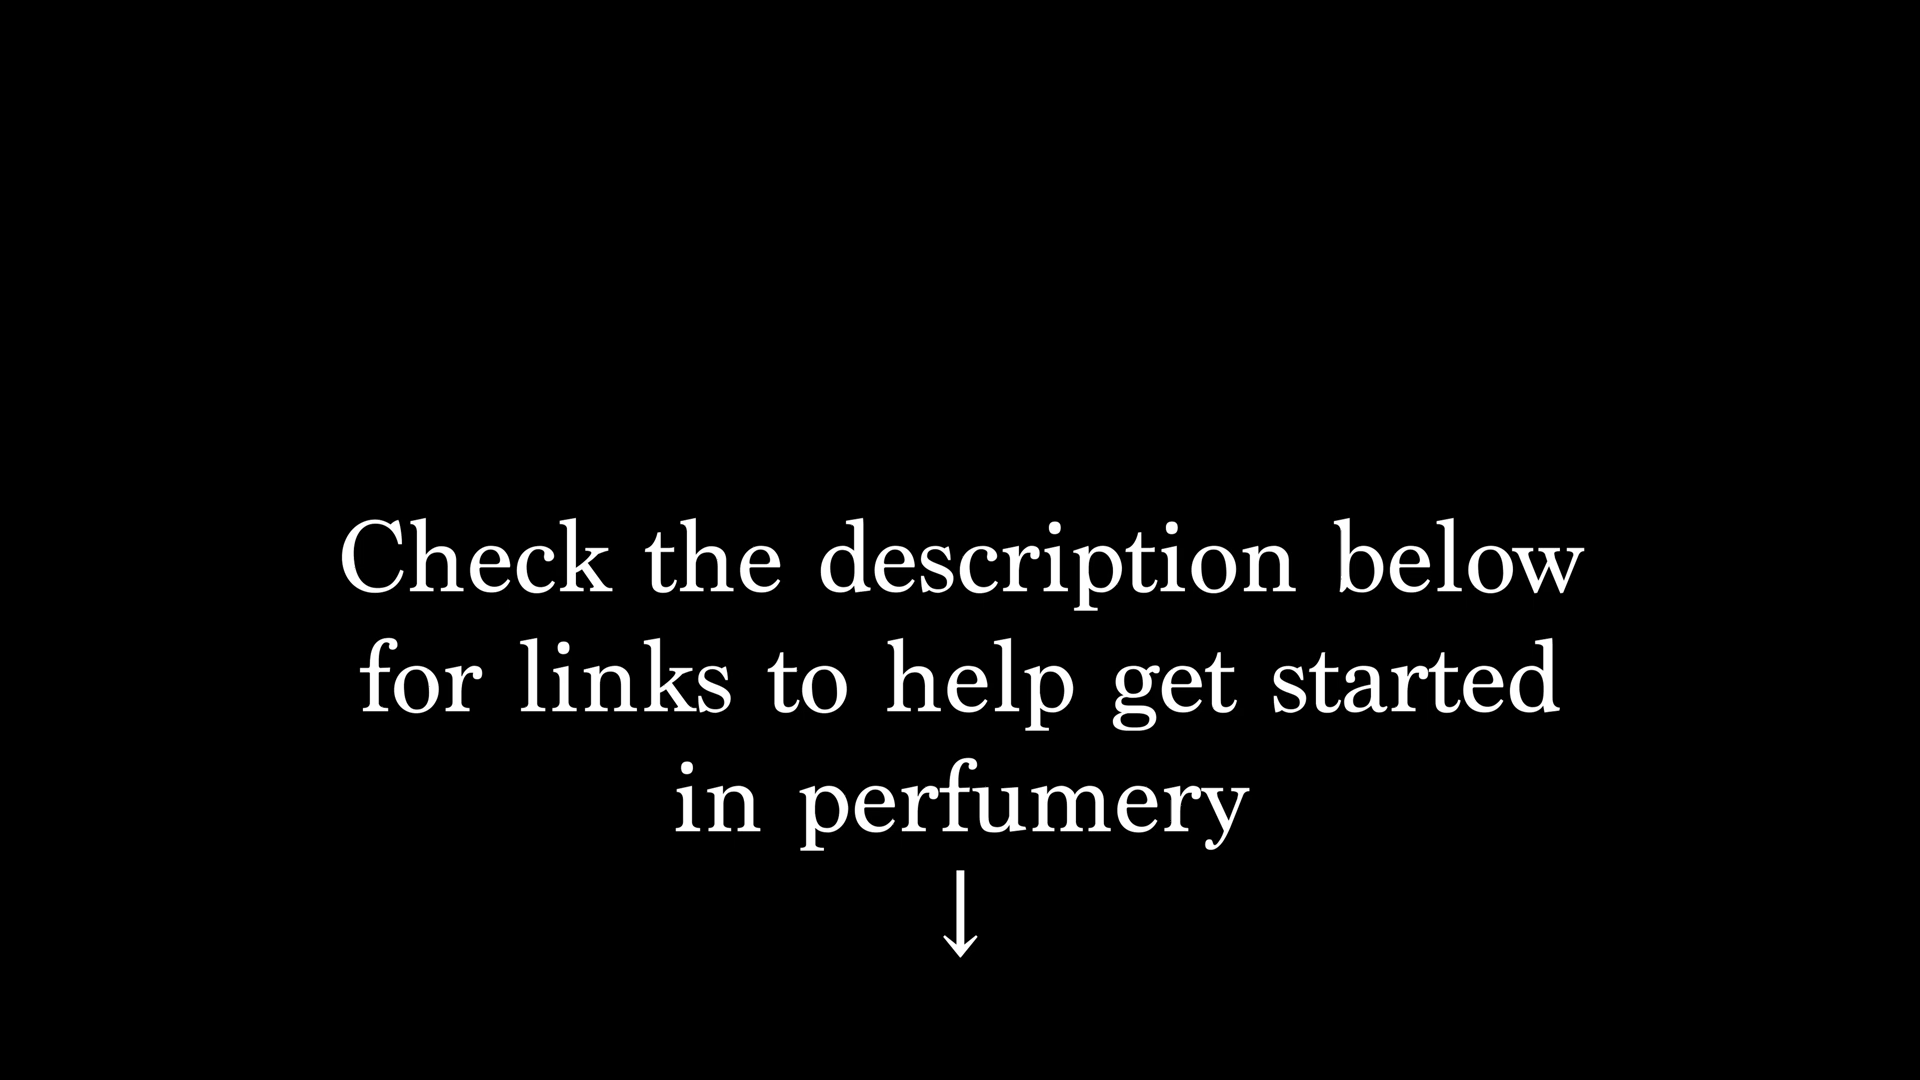 Check the description below
for links to help get started
in perfumery
↓